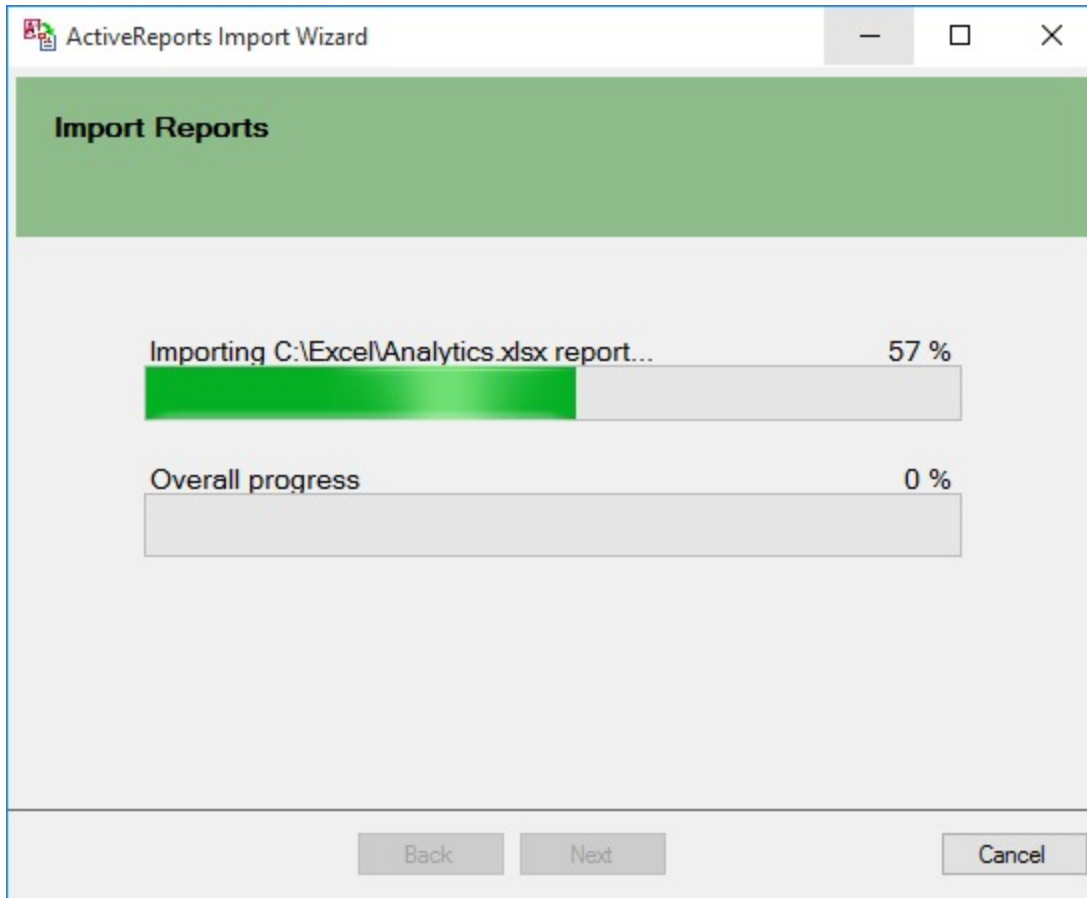 ActiveReports Import Wizard
Import Reports
Importing C:\Excel\Analytics.xlsx report... 57 %
Overall progress 0 %
Back Next Cancel